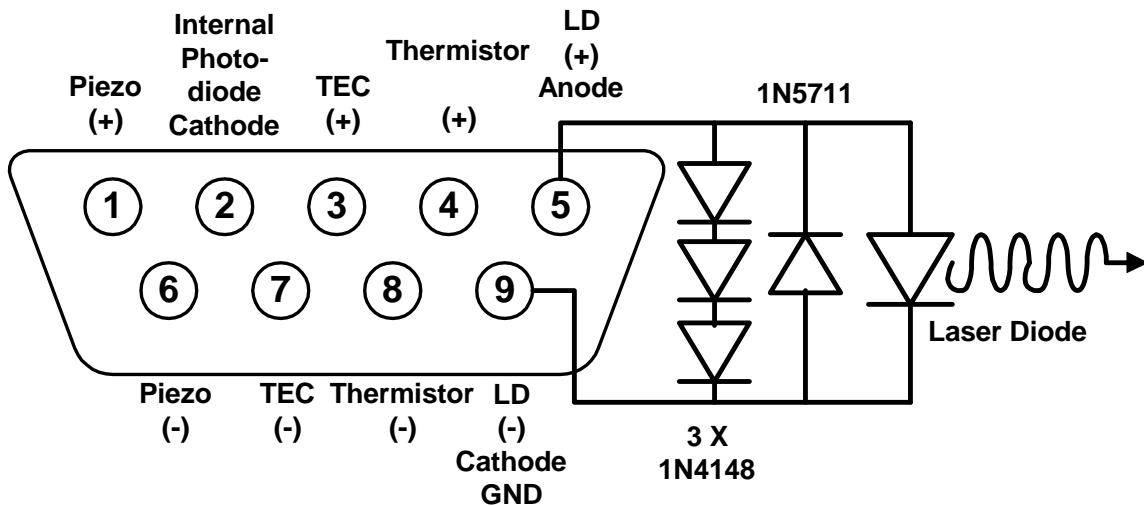 Piezo
(+)
Internal
Photo-
diode
Cathode
TEC
(+)
Thermistor
(+)
LD
(+)
Anode
1N5711
1
2
3
4
5
6
7
8
9
Laser Diode
Piezo
(-)
TEC
(-)
Thermistor
(-)
LD
(-)
Cathode
GND
3 X
1N4148